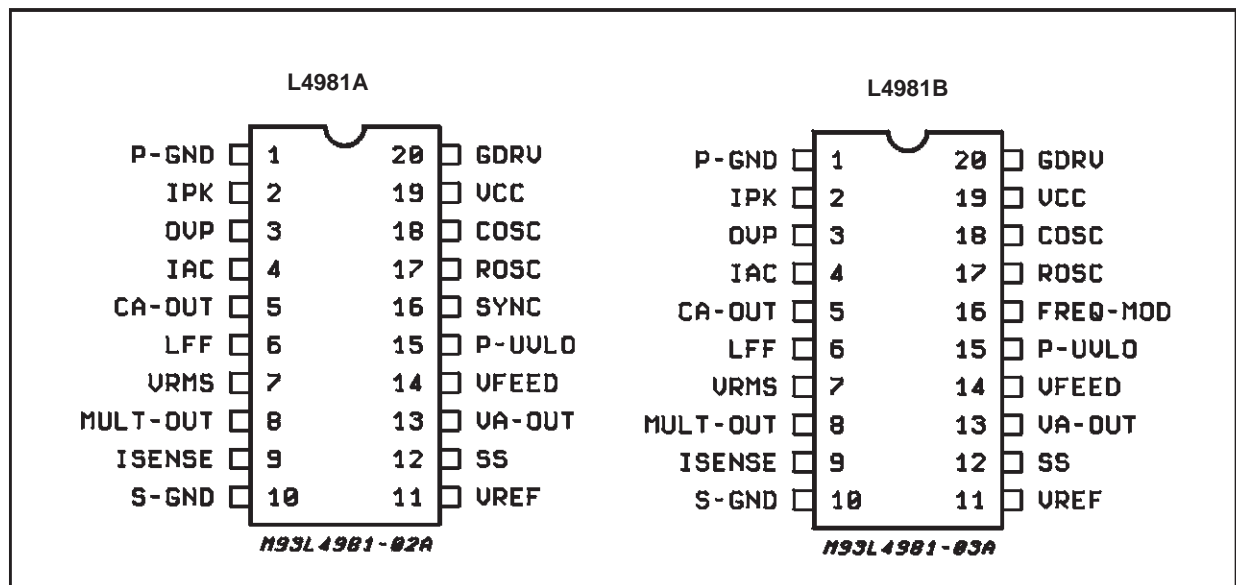 L4981A
P-GND 1 20 GDRV
IPK 2 19 VCC
OVP 3 18 COSC
IAC 4 17 ROSC
CA-OUT 5 16 SYNC
LFF 6 15 P-UVLO
VRMS 7 14 VFEED
MULT-OUT 8 13 VA-OUT
ISENSE 9 12 SS
S-GND 10 11 VREF
M93L4981-02A
L4981B
P-GND 1 20 GDRV
IPK 2 19 VCC
OVP 3 18 COSC
IAC 4 17 ROSC
CA-OUT 5 16 FREQ-MOD
LFF 6 15 P-UVLO
VRMS 7 14 VFEED
MULT-OUT 8 13 VA-OUT
ISENSE 9 12 SS
S-GND 10 11 VREF
M93L4981-03A